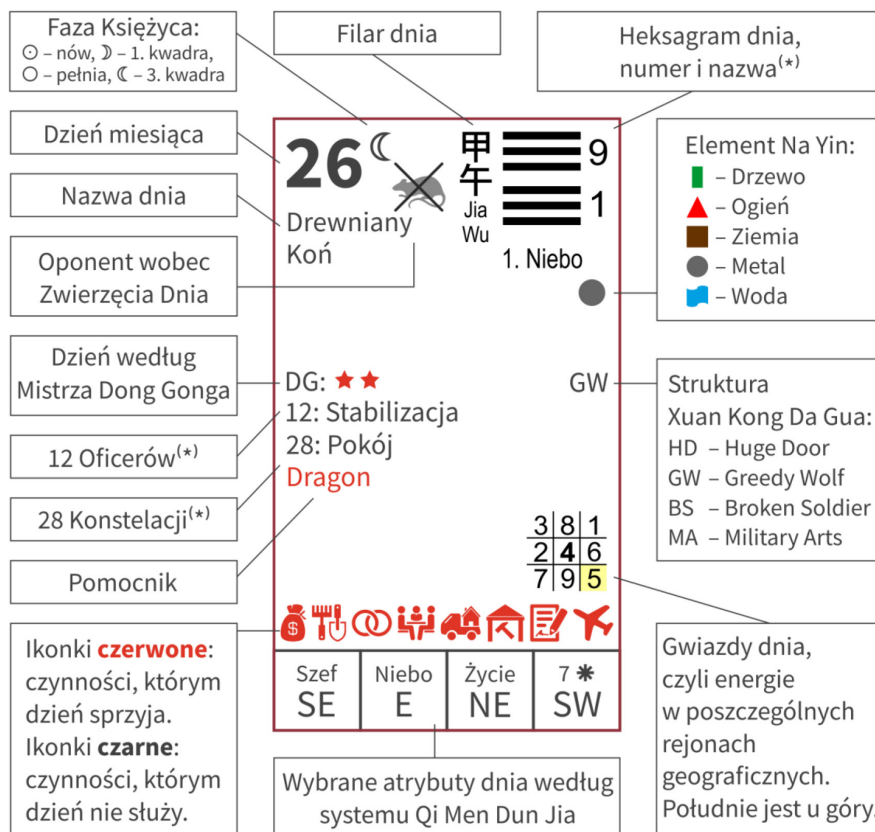 Faza Księżyca:
☉ – nów, ☽ – 1. kwadra,
○ – pełnia, ☾ – 3. kwadra
Filar dnia
Heksagram dnia,
numer i nazwa(*)
Dzień miesiąca
Nazwa dnia
Oponent wobec
Zwierzęcia Dnia
Dzień według
Mistrza Dong Gonga
12 Oficerów(*)
28 Konstelacji(*)
Pomocnik
Ikonki czerwone:
czynności, którym
dzień sprzyja.
Ikonki czarne:
czynności, którym
dzień nie służy.
26 ☾
Drewniany
Koń
甲
午
Jia
Wu
9
1
1. Niebo
DG: ★ ★
GW
12: Stabilizacja
28: Pokój
Dragon
3 8 1
2 4 6
7 9 5
$
Szef
SE
Niebo
E
Życie
NE
7 ✱
SW
Wybrane atrybuty dnia według
systemu Qi Men Dun Jia
Element Na Yin:
– Drzewo
– Ogień
– Ziemia
– Metal
– Woda
Struktura
Xuan Kong Da Gua:
HD – Huge Door
GW – Greedy Wolf
BS – Broken Soldier
MA – Military Arts
Gwiazdy dnia,
czyli energie
w poszczególnych
rejonach
geograficznych.
Południe jest u góry.